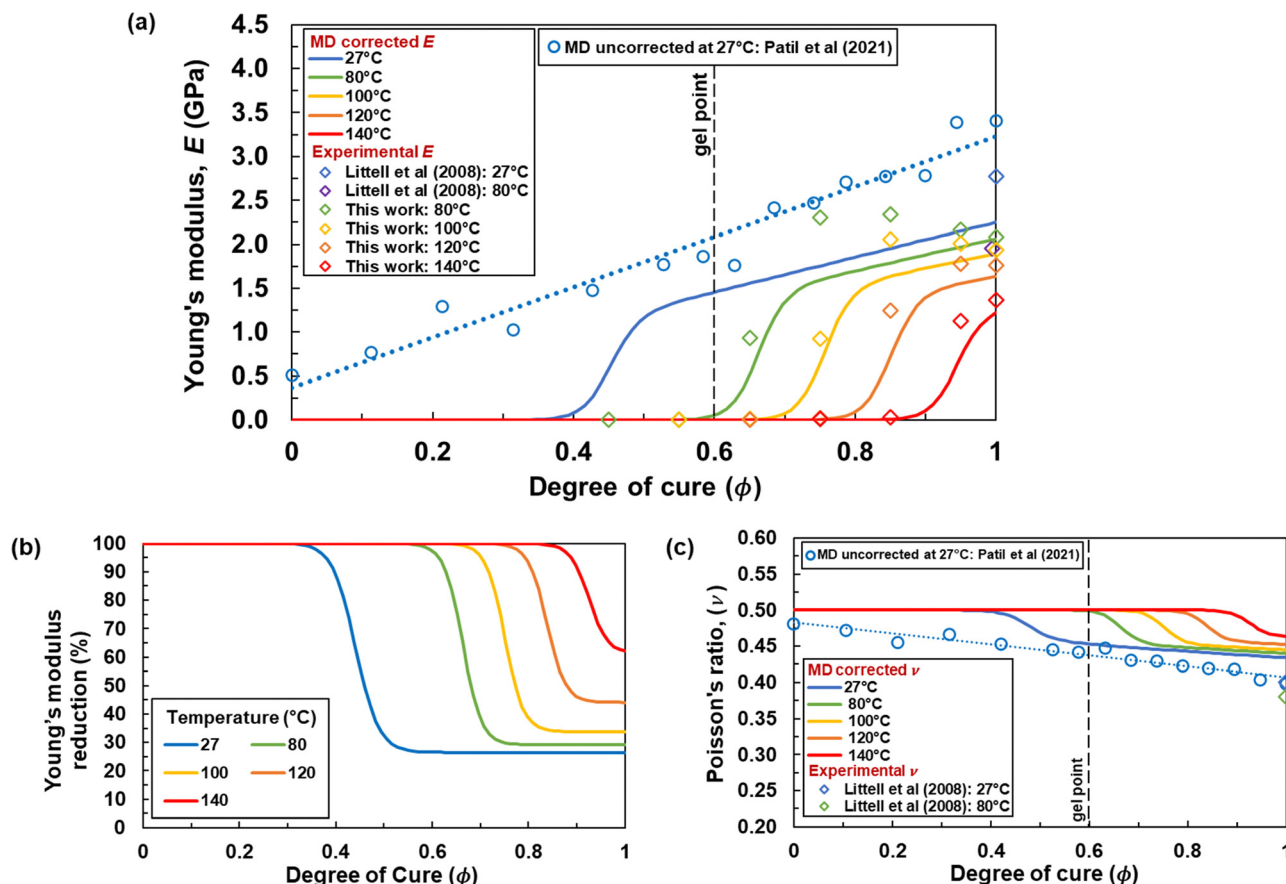 (a)
4.5
4.0
3.5
3.0
2.5
2.0
1.5
1.0
0.5
0.0
Young's modulus, E (GPa)
MD corrected E
27°C
80°C
100°C
120°C
140°C
Experimental E
Littell et al (2008): 27°C
Littell et al (2008): 80°C
This work: 80°C
This work: 100°C
This work: 120°C
This work: 140°C
MD uncorrected at 27°C: Patil et al (2021)
gel point
0 0.2 0.4 0.6 0.8 1
Degree of cure (ϕ)
(b)
100
90
80
70
60
50
40
30
20
10
0
Young's modulus
reduction (%)
Temperature (°C)
27 80
100 120
140
0 0.2 0.4 0.6 0.8 1
Degree of Cure (ϕ)
(c)
0.60
0.55
0.50
0.45
0.40
0.35
0.30
0.25
0.20
Poisson's ratio, (ν)
MD uncorrected at 27°C: Patil et al (2021)
MD corrected ν
27°C
80°C
100°C
120°C
140°C
Experimental ν
Littell et al (2008): 27°C
Littell et al (2008): 80°C
gel point
0 0.2 0.4 0.6 0.8 1
Degree of cure (ϕ)